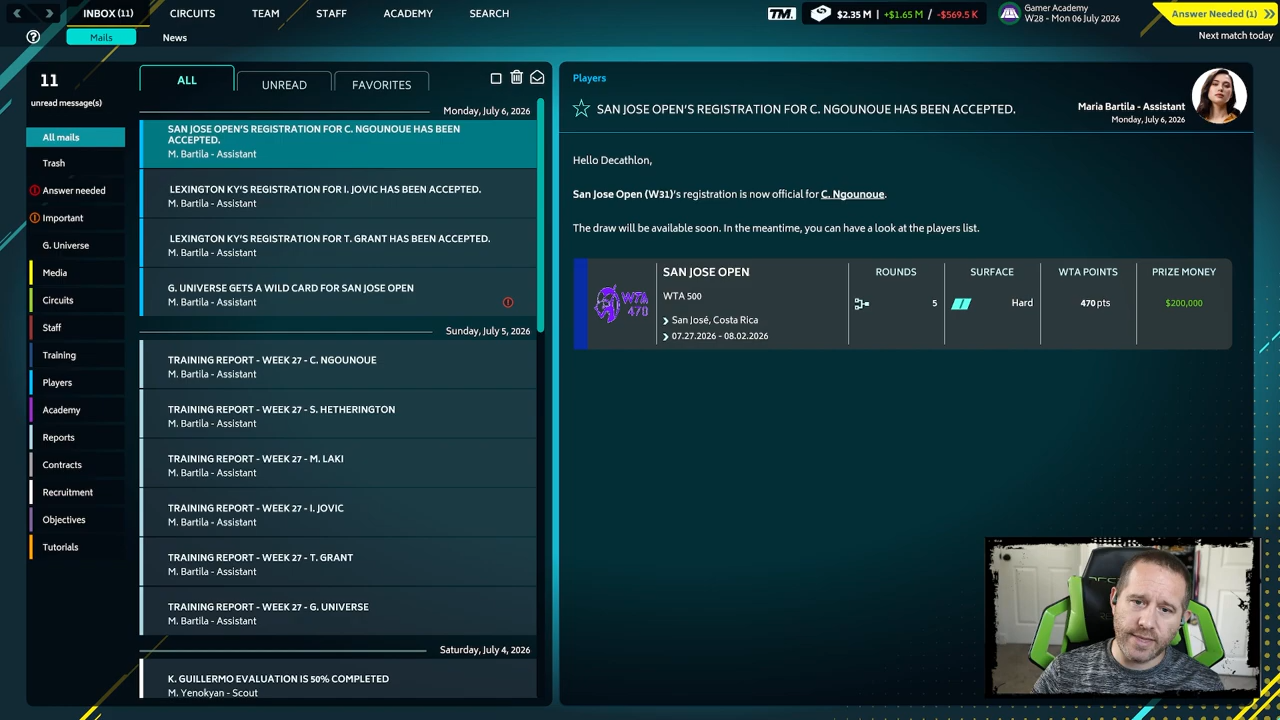 INBOX (11)
CIRCUITS
TEAM
STAFF
ACADEMY
SEARCH
TM.
$2.35 M | +$1.65 M / -$569.5 K
Gamer Academy
W28 - Mon 06 July 2026
Answer Needed (1)
Next match today
Mails
News
11
unread message(s)
All mails
Trash
Answer needed
Important
G. Universe
Media
Circuits
Staff
Training
Players
Academy
Reports
Contracts
Recruitment
Objectives
Tutorials
ALL
UNREAD
FAVORITES
Monday, July 6, 2026
SAN JOSE OPEN'S REGISTRATION FOR C. NGOUNOUE HAS BEEN
ACCEPTED.
M. Bartila - Assistant
LEXINGTON KY'S REGISTRATION FOR I. JOVIC HAS BEEN ACCEPTED.
M. Bartila - Assistant
LEXINGTON KY'S REGISTRATION FOR T. GRANT HAS BEEN ACCEPTED.
M. Bartila - Assistant
G. UNIVERSE GETS A WILD CARD FOR SAN JOSE OPEN
M. Bartila - Assistant
Sunday, July 5, 2026
TRAINING REPORT - WEEK 27 - C. NGOUNOUE
M. Bartila - Assistant
TRAINING REPORT - WEEK 27 - S. HETHERINGTON
M. Bartila - Assistant
TRAINING REPORT - WEEK 27 - M. LAKI
M. Bartila - Assistant
TRAINING REPORT - WEEK 27 - I. JOVIC
M. Bartila - Assistant
TRAINING REPORT - WEEK 27 - T. GRANT
M. Bartila - Assistant
TRAINING REPORT - WEEK 27 - G. UNIVERSE
M. Bartila - Assistant
Saturday, July 4, 2026
K. GUILLERMO EVALUATION IS 50% COMPLETED
M. Yenokyan - Scout
Players
SAN JOSE OPEN'S REGISTRATION FOR C. NGOUNOUE HAS BEEN ACCEPTED.
Maria Bartila - Assistant
Monday, July 6, 2026
Hello Decathlon,
San Jose Open (W31)'s registration is now official for C. Ngounoue.
The draw will be available soon. In the meantime, you can have a look at the players list.
WTA
470
SAN JOSE OPEN
WTA 500
San José, Costa Rica
07.27.2026 - 08.02.2026
ROUNDS
5
SURFACE
Hard
WTA POINTS
470 pts
PRIZE MONEY
$200,000